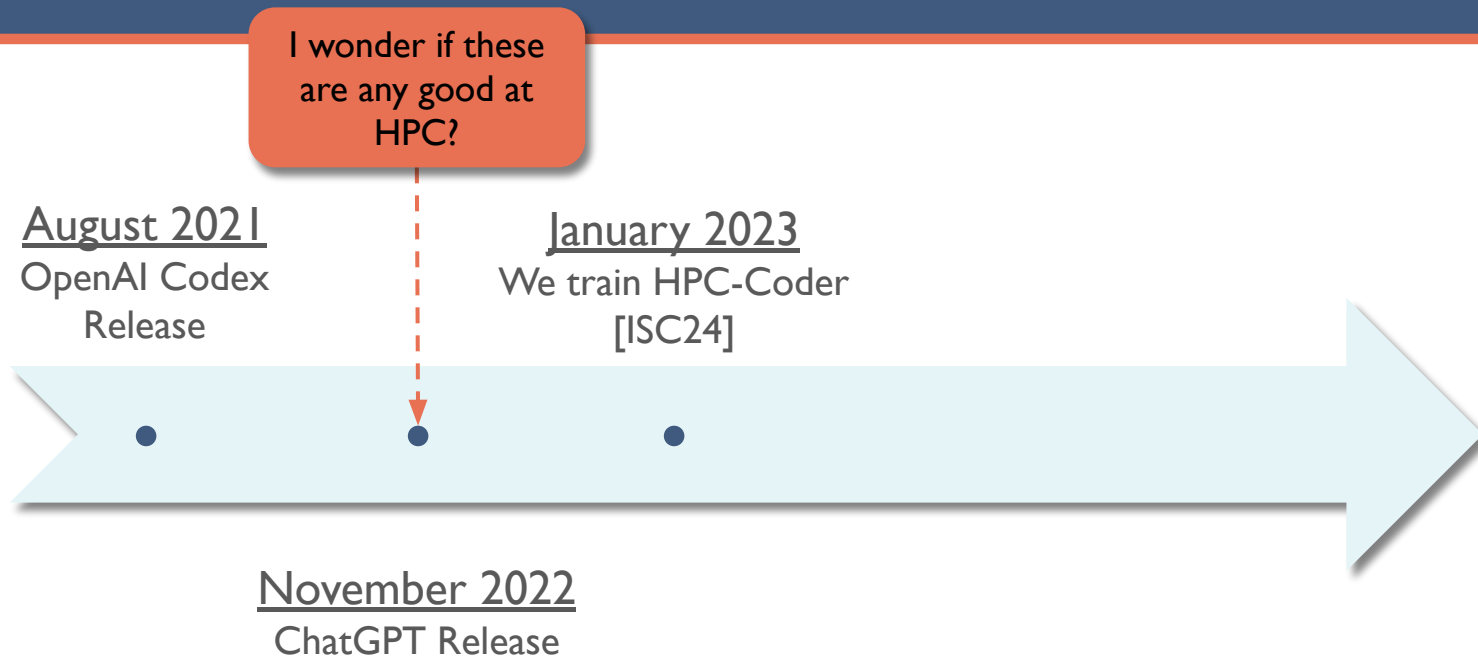 I wonder if these
are any good at
HPC?
August 2021
OpenAI Codex
Release
January 2023
We train HPC-Coder
[ISC24]
November 2022
ChatGPT Release